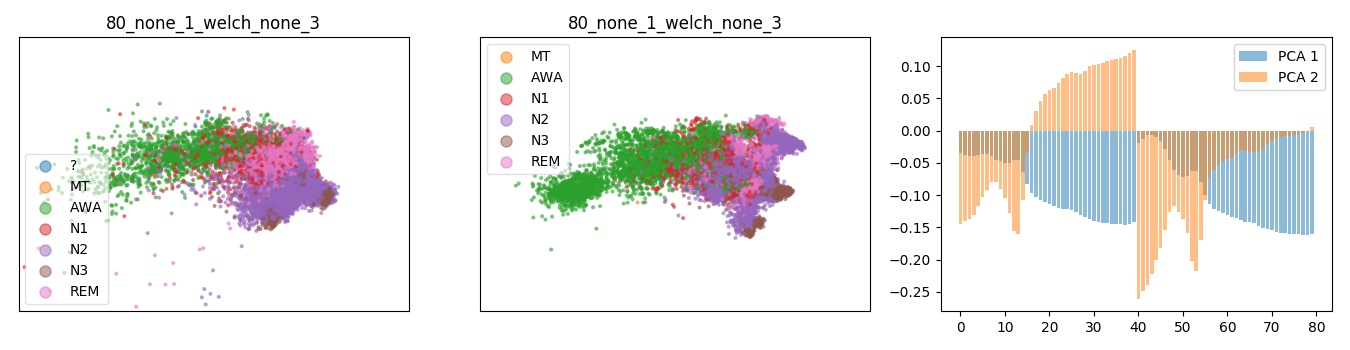 80_none_1_welch_none_3
?
MT
AWA
N1
N2
N3
REM
80_none_1_welch_none_3
MT
AWA
N1
N2
N3
REM
PCA 1
PCA 2
0.10
0.05
0.00
−0.05
−0.10
−0.15
−0.20
−0.25
0 10 20 30 40 50 60 70 80